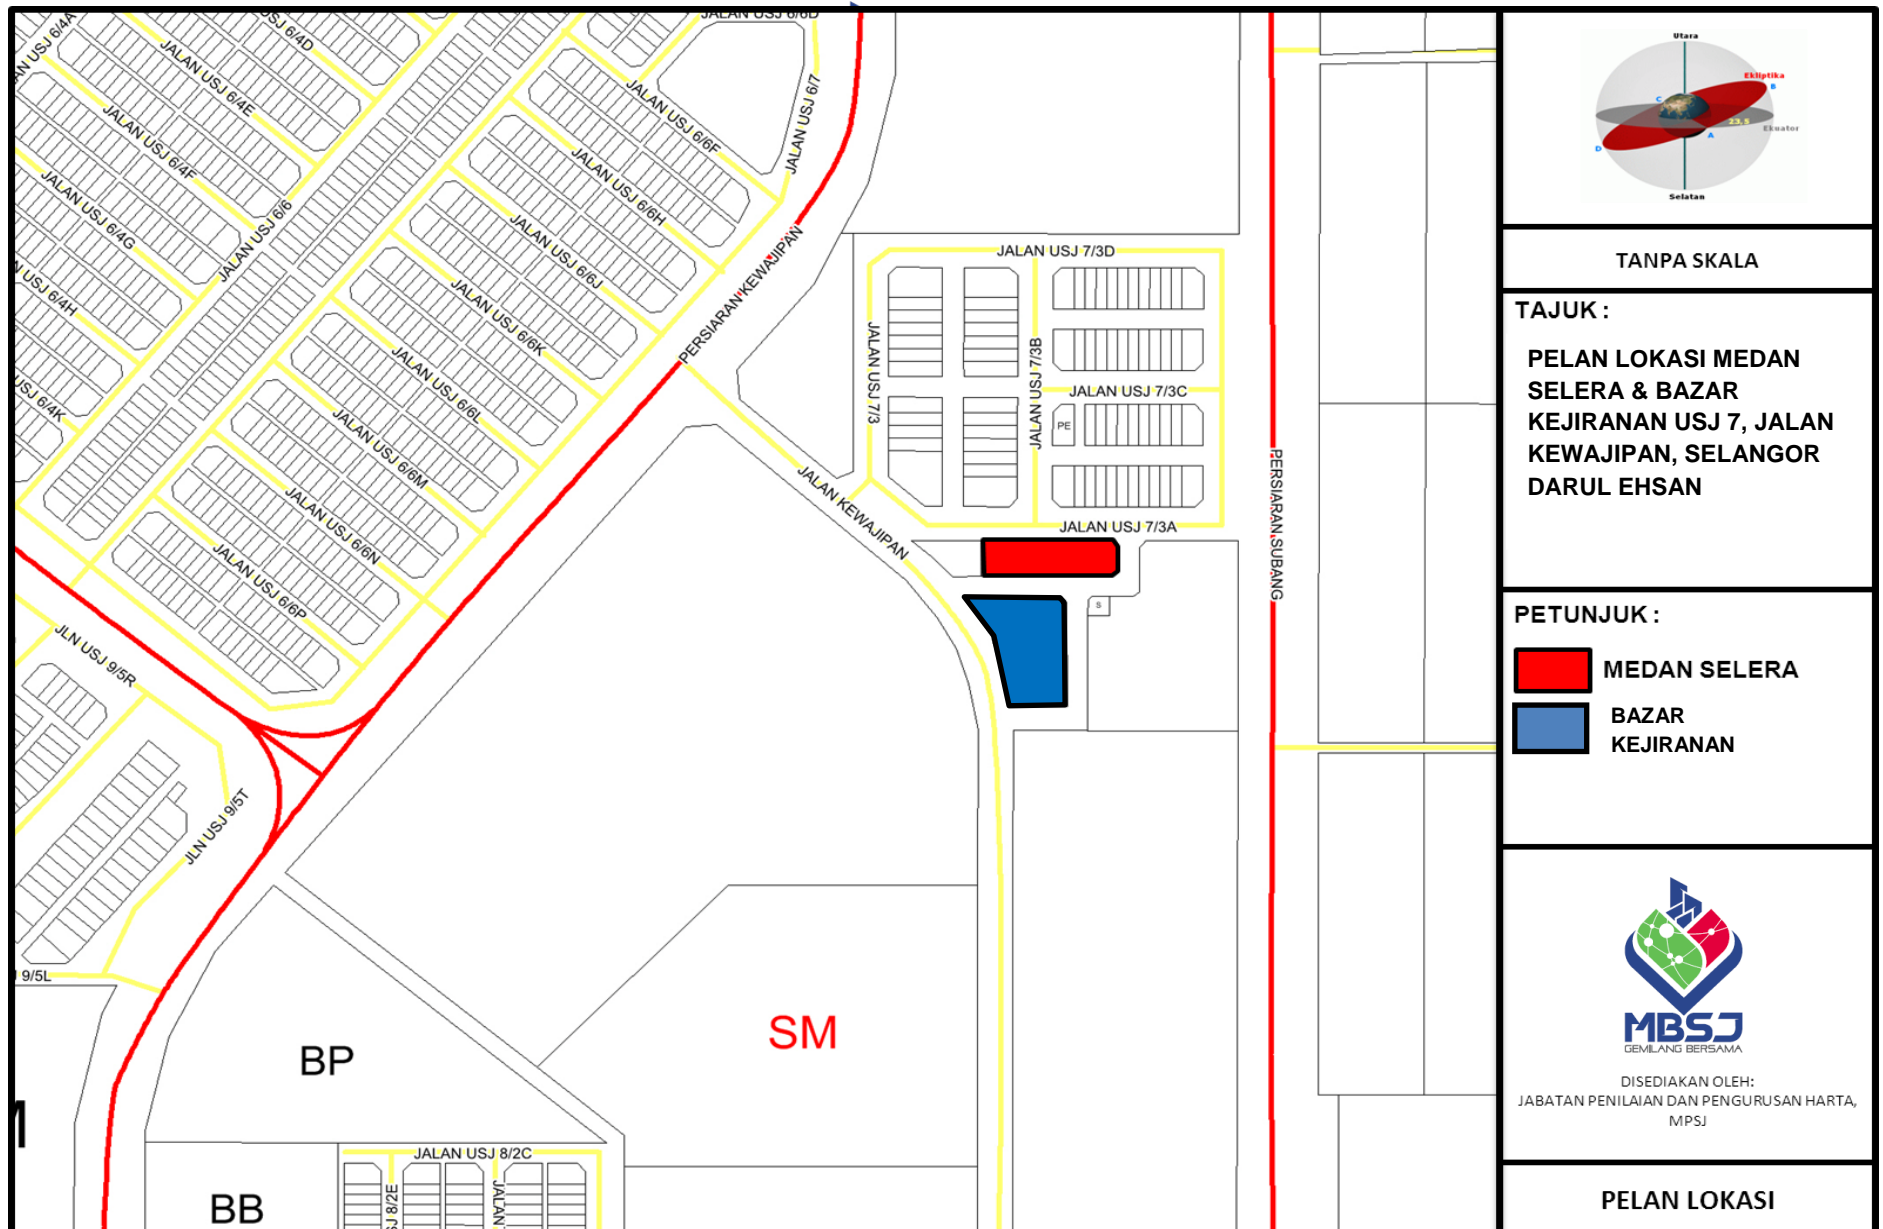 JALAN USJ 6/6D
USJ 6/4D
JALAN USJ 6/4E
JALAN USJ 6/4F
JALAN USJ 6/4G
JALAN USJ 6/6
JALAN USJ 6/7
JALAN USJ 6/6F
JALAN USJ 6/6H
JALAN USJ 6/6J
JALAN USJ 6/6K
JALAN USJ 6/6L
JALAN USJ 6/6M
JALAN USJ 6/6N
JALAN USJ 6/6P
USJ 6/4H
USJ 6/4K
USJ 6/4A
PERSIARAN KEWAJIPAN
JALAN USJ 7/3D
JALAN USJ 7/3
JALAN USJ 7/3B
JALAN USJ 7/3C
PE
JALAN USJ 7/3A
JALAN KEWAJIPAN
PERSIARAN SUBANG
S
JLN USJ 9/5R
JLN USJ 9/5T
9/5L
SM
BP
BB
JALAN USJ 8/2C
8/2E
JALAN
Utara
Ekliptika
B
C
23.5
Ekuator
A
D
Selatan
TANPA SKALA
TAJUK :
PELAN LOKASI MEDAN
SELERA & BAZAR
KEJIRANAN USJ 7, JALAN
KEWAJIPAN, SELANGOR
DARUL EHSAN
PETUNJUK :
MEDAN SELERA
BAZAR
KEJIRANAN
MBSJ
GEMILANG BERSAMA
DISEDIAKAN OLEH:
JABATAN PENILAIAN DAN PENGURUSAN HARTA,
MPSJ
PELAN LOKASI